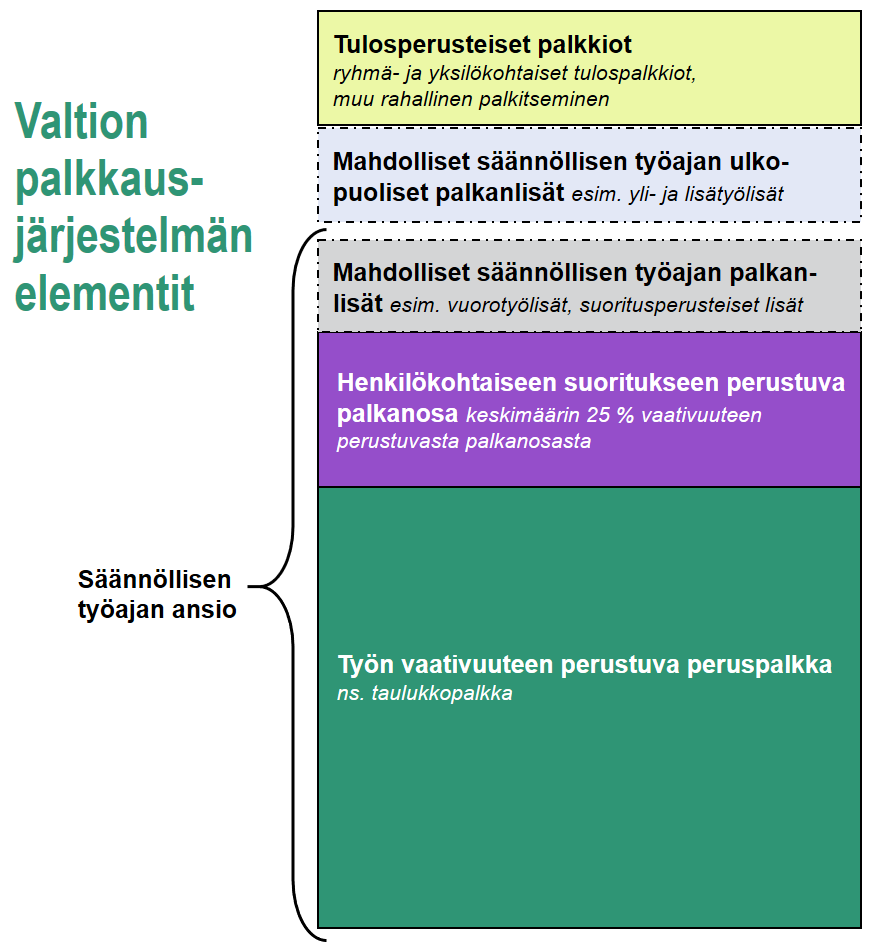 Valtion
palkkaus-
järjestelmän
elementit
Tulosperusteiset palkkiot
ryhmä- ja yksilökohtaiset tulospalkkiot,
muu rahallinen palkitseminen
Mahdolliset säännöllisen työajan ulko-
puoliset palkanlisät esim. yli- ja lisätyölisät
Mahdolliset säännöllisen työajan palkan-
lisät esim. vuorotyölisät, suoritusperusteiset lisät
Henkilökohtaiseen suoritukseen perustuva
palkanosa keskimäärin 25 % vaativuuteen
perustuvasta palkanosasta
Säännöllisen
työajan ansio
Työn vaativuuteen perustuva peruspalkka
ns. taulukkopalkka